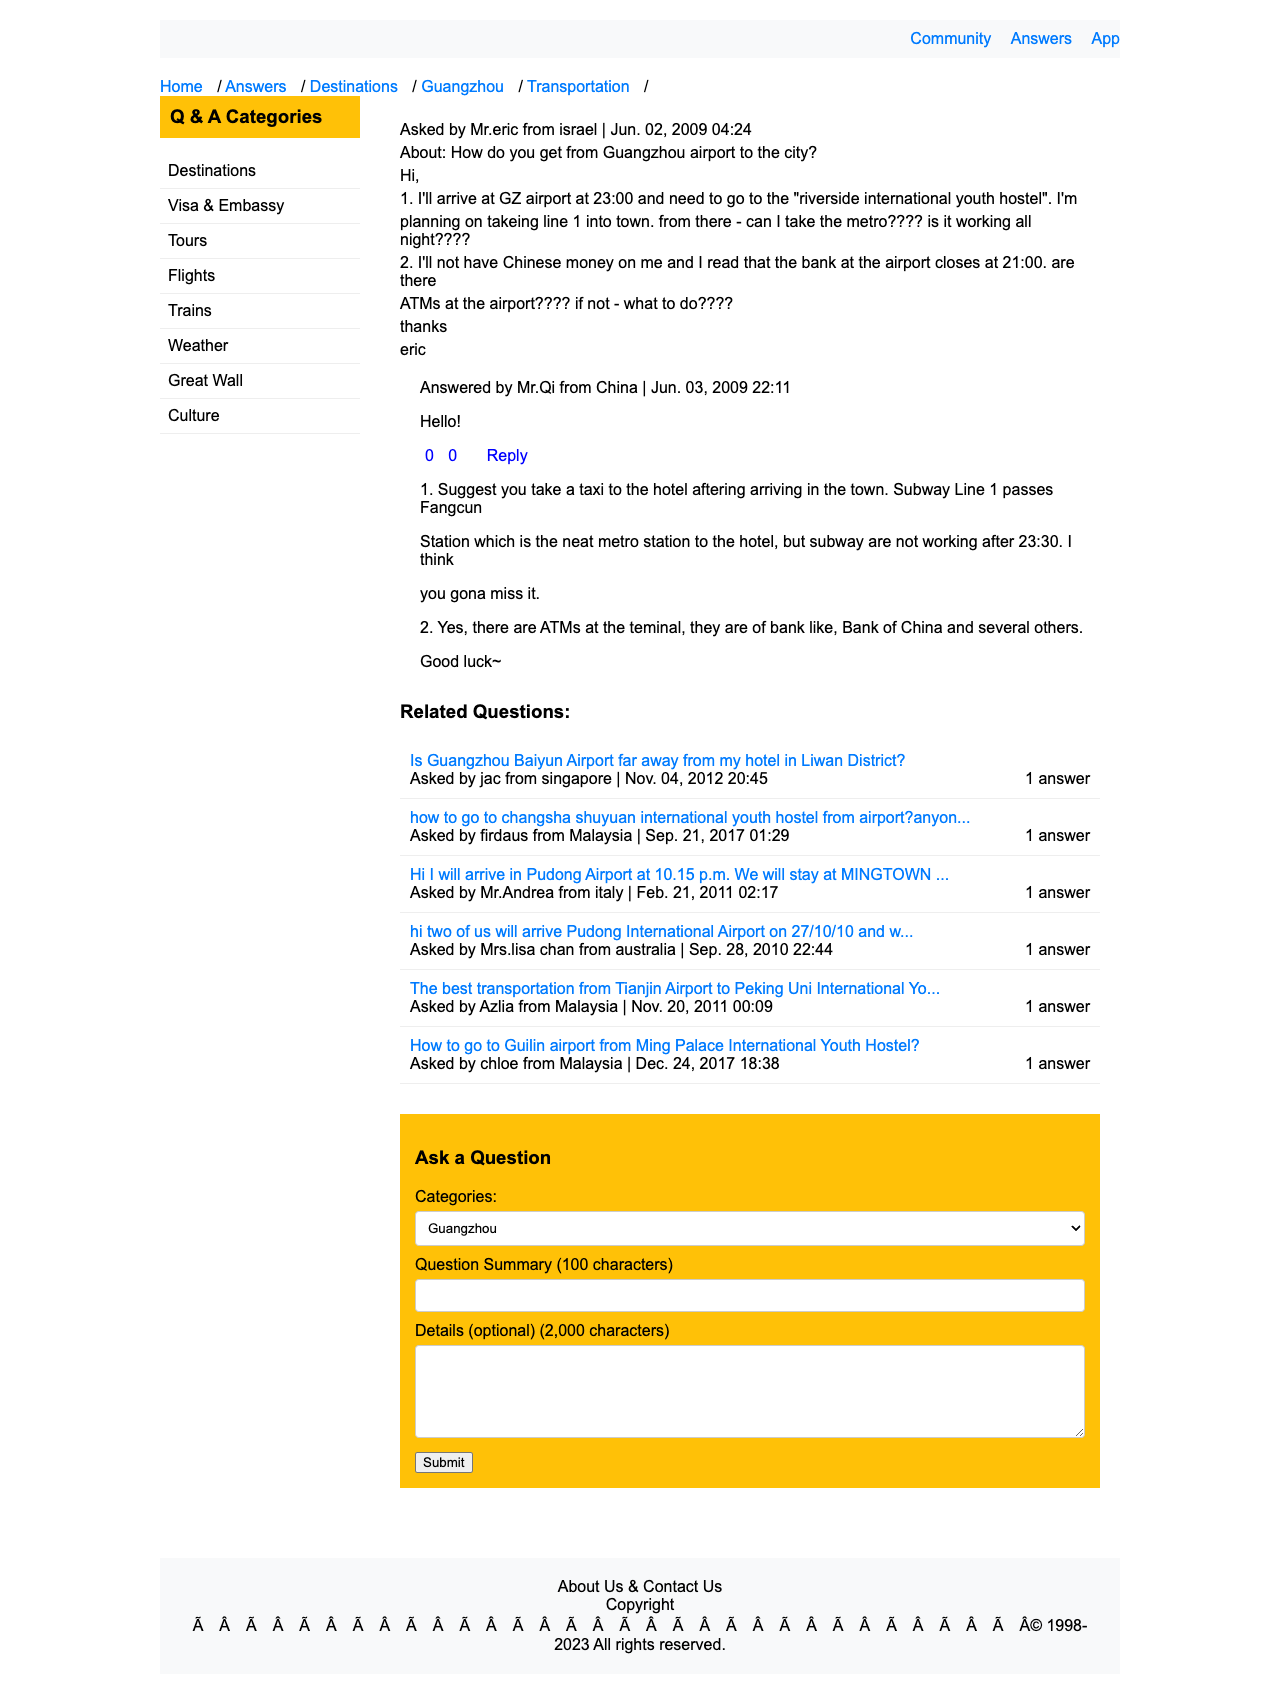 Community Answers App
Home / Answers / Destinations / Guangzhou / Transportation /
Q & A Categories
Destinations
Visa & Embassy
Tours
Flights
Trains
Weather
Great Wall
Culture
Asked by Mr.eric from israel | Jun. 02, 2009 04:24
About: How do you get from Guangzhou airport to the city?
Hi,
1. I'll arrive at GZ airport at 23:00 and need to go to the "riverside international youth hostel". I'm
planning on takeing line 1 into town. from there - can I take the metro???? is it working all
night????
2. I'll not have Chinese money on me and I read that the bank at the airport closes at 21:00. are
there
ATMs at the airport???? if not - what to do????
thanks
eric
Answered by Mr.Qi from China | Jun. 03, 2009 22:11
Hello!
0 0 Reply
1. Suggest you take a taxi to the hotel aftering arriving in the town. Subway Line 1 passes
Fangcun
Station which is the neat metro station to the hotel, but subway are not working after 23:30. I
think
you gona miss it.
2. Yes, there are ATMs at the teminal, they are of bank like, Bank of China and several others.
Good luck~
Related Questions:
Is Guangzhou Baiyun Airport far away from my hotel in Liwan District?
Asked by jac from singapore | Nov. 04, 2012 20:45 1 answer
how to go to changsha shuyuan international youth hostel from airport?anyon...
Asked by firdaus from Malaysia | Sep. 21, 2017 01:29 1 answer
Hi I will arrive in Pudong Airport at 10.15 p.m. We will stay at MINGTOWN ...
Asked by Mr.Andrea from italy | Feb. 21, 2011 02:17 1 answer
hi two of us will arrive Pudong International Airport on 27/10/10 and w...
Asked by Mrs.lisa chan from australia | Sep. 28, 2010 22:44 1 answer
The best transportation from Tianjin Airport to Peking Uni International Yo...
Asked by Azlia from Malaysia | Nov. 20, 2011 00:09 1 answer
How to go to Guilin airport from Ming Palace International Youth Hostel?
Asked by chloe from Malaysia | Dec. 24, 2017 18:38 1 answer
Ask a Question
Categories:
Guangzhou
Question Summary (100 characters)
Details (optional) (2,000 characters)
Submit
About Us & Contact Us
Copyright
Ã Â Ã Â Ã Â Ã Â Ã Â Ã Â Ã Â Ã Â Ã Â Ã Â Ã Â Ã Â Ã Â Ã Â Ã Â Ã Â© 1998-
2023 All rights reserved.